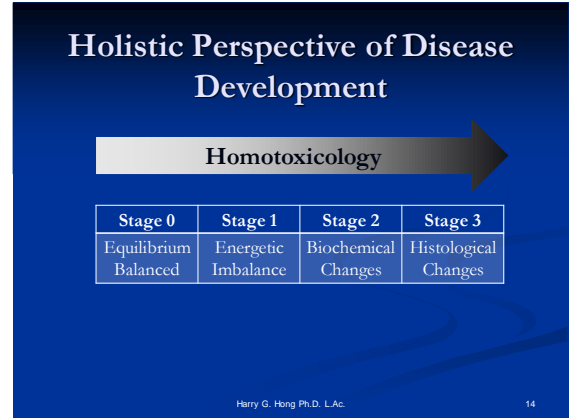 Holistic Perspective of Disease
Development
Homotoxicology
Stage 0 Stage 1 Stage 2 Stage 3
Equilibrium Energetic Biochemical Histological
Balanced Imbalance Changes Changes
Harry G. Hong Ph.D. L.Ac. 14